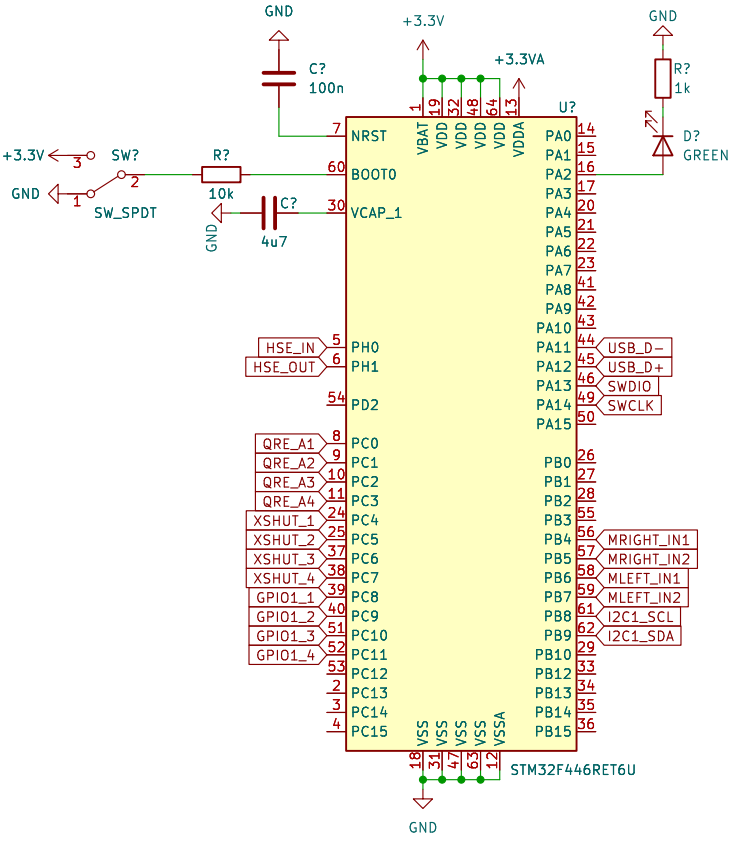 GND
+3.3V
GND
+3.3VA
C?
100n
R?
1k
U?
1
19
32
48
64
13
VBAT
VDD
VDD
VDD
VDD
VDDA
7 NRST
PA0 14
D?
GREEN
PA1 15
+3.3V
3
SW?
2
R?
10k
60 BOOT0
PA2 16
GND
1
SW_SPDT
PA3 17
C?
4u7
GND
30 VCAP_1
PA4 20
PA5 21
PA6 22
PA7 23
PA8 41
PA9 42
PA10 43
HSE_IN 5 PH0
PA11 44 USB_D-
HSE_OUT 6 PH1
PA12 45 USB_D+
PA13 46 SWDIO
54 PD2
PA14 49 SWCLK
PA15 50
QRE_A1 8 PC0
QRE_A2 9 PC1
PB0 26
QRE_A3 10 PC2
PB1 27
QRE_A4 11 PC3
PB2 28
XSHUT_1 24 PC4
PB3 55
XSHUT_2 25 PC5
PB4 56 MRIGHT_IN1
XSHUT_3 37 PC6
PB5 57 MRIGHT_IN2
XSHUT_4 38 PC7
PB6 58 MLEFT_IN1
GPIO1_1 39 PC8
PB7 59 MLEFT_IN2
GPIO1_2 40 PC9
PB8 61 I2C1_SCL
GPIO1_3 51 PC10
PB9 62 I2C1_SDA
GPIO1_4 52 PC11
PB10 29
53 PC12
PB12 33
2 PC13
PB13 34
3 PC14
PB14 35
4 PC15
PB15 36
VSS
VSS
VSS
VSS
VSSA
18
31
47
63
12
STM32F446RET6U
GND